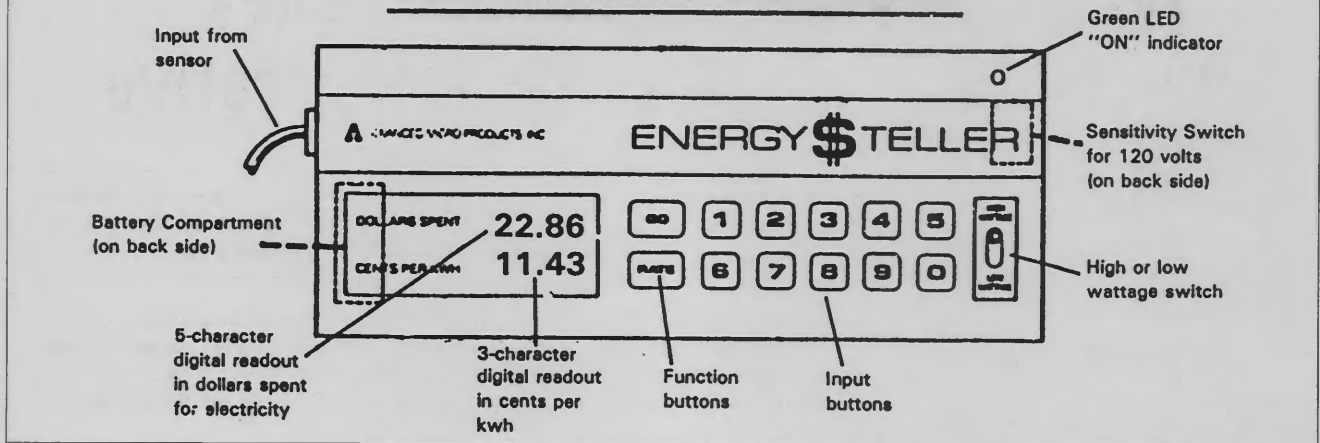 Input from
sensor
Green LED
"ON" indicator
O
ENERGY $ TELLER
Sensitivity Switch
for 120 volts
(on back side)
Battery Compartment
(on back side)
DOLLARS SPENT 22.86
CENTS PER KWH 11.43
GO 1 2 3 4 5
RATE 6 7 8 9 0
High or low
wattage switch
5-character
digital readout
in dollars spent
for electricity
3-character
digital readout
in cents per
kwh
Function
buttons
Input
buttons